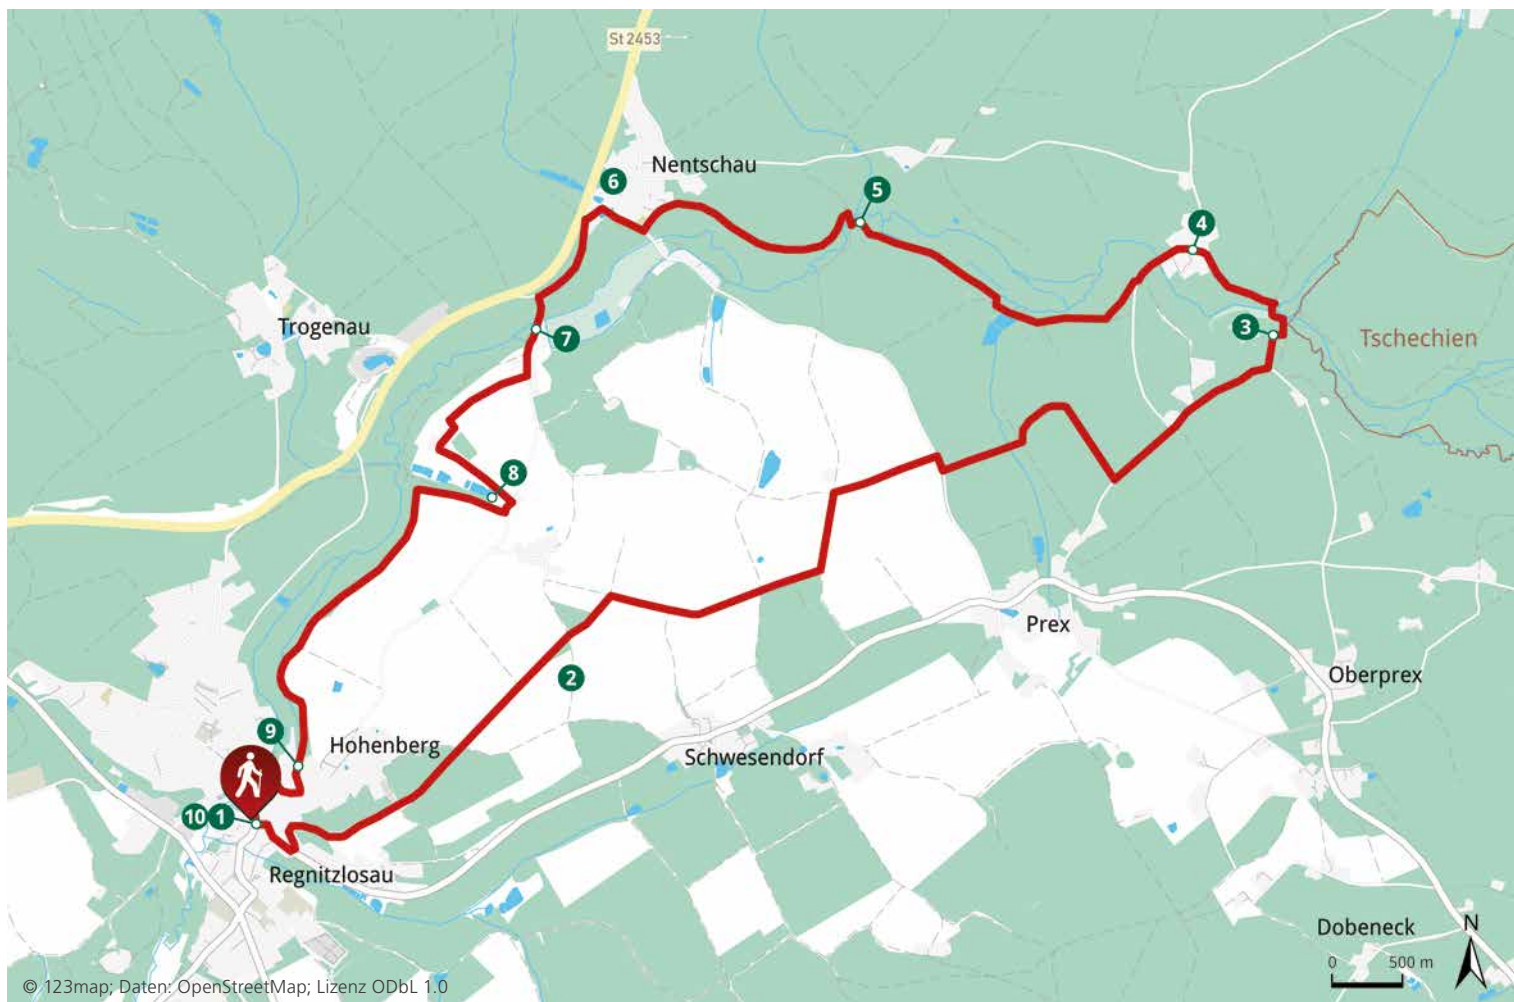 St 2453
Nentschau
6
5
4
3
Trogenau
7
Tschechien
8
Prex
2
Oberprex
9
Hohenberg
Schwesendorf
10 1
Regnitzlosau
Dobeneck
N
0 500 m
© 123map; Daten: OpenStreetMap; Lizenz ODbL 1.0